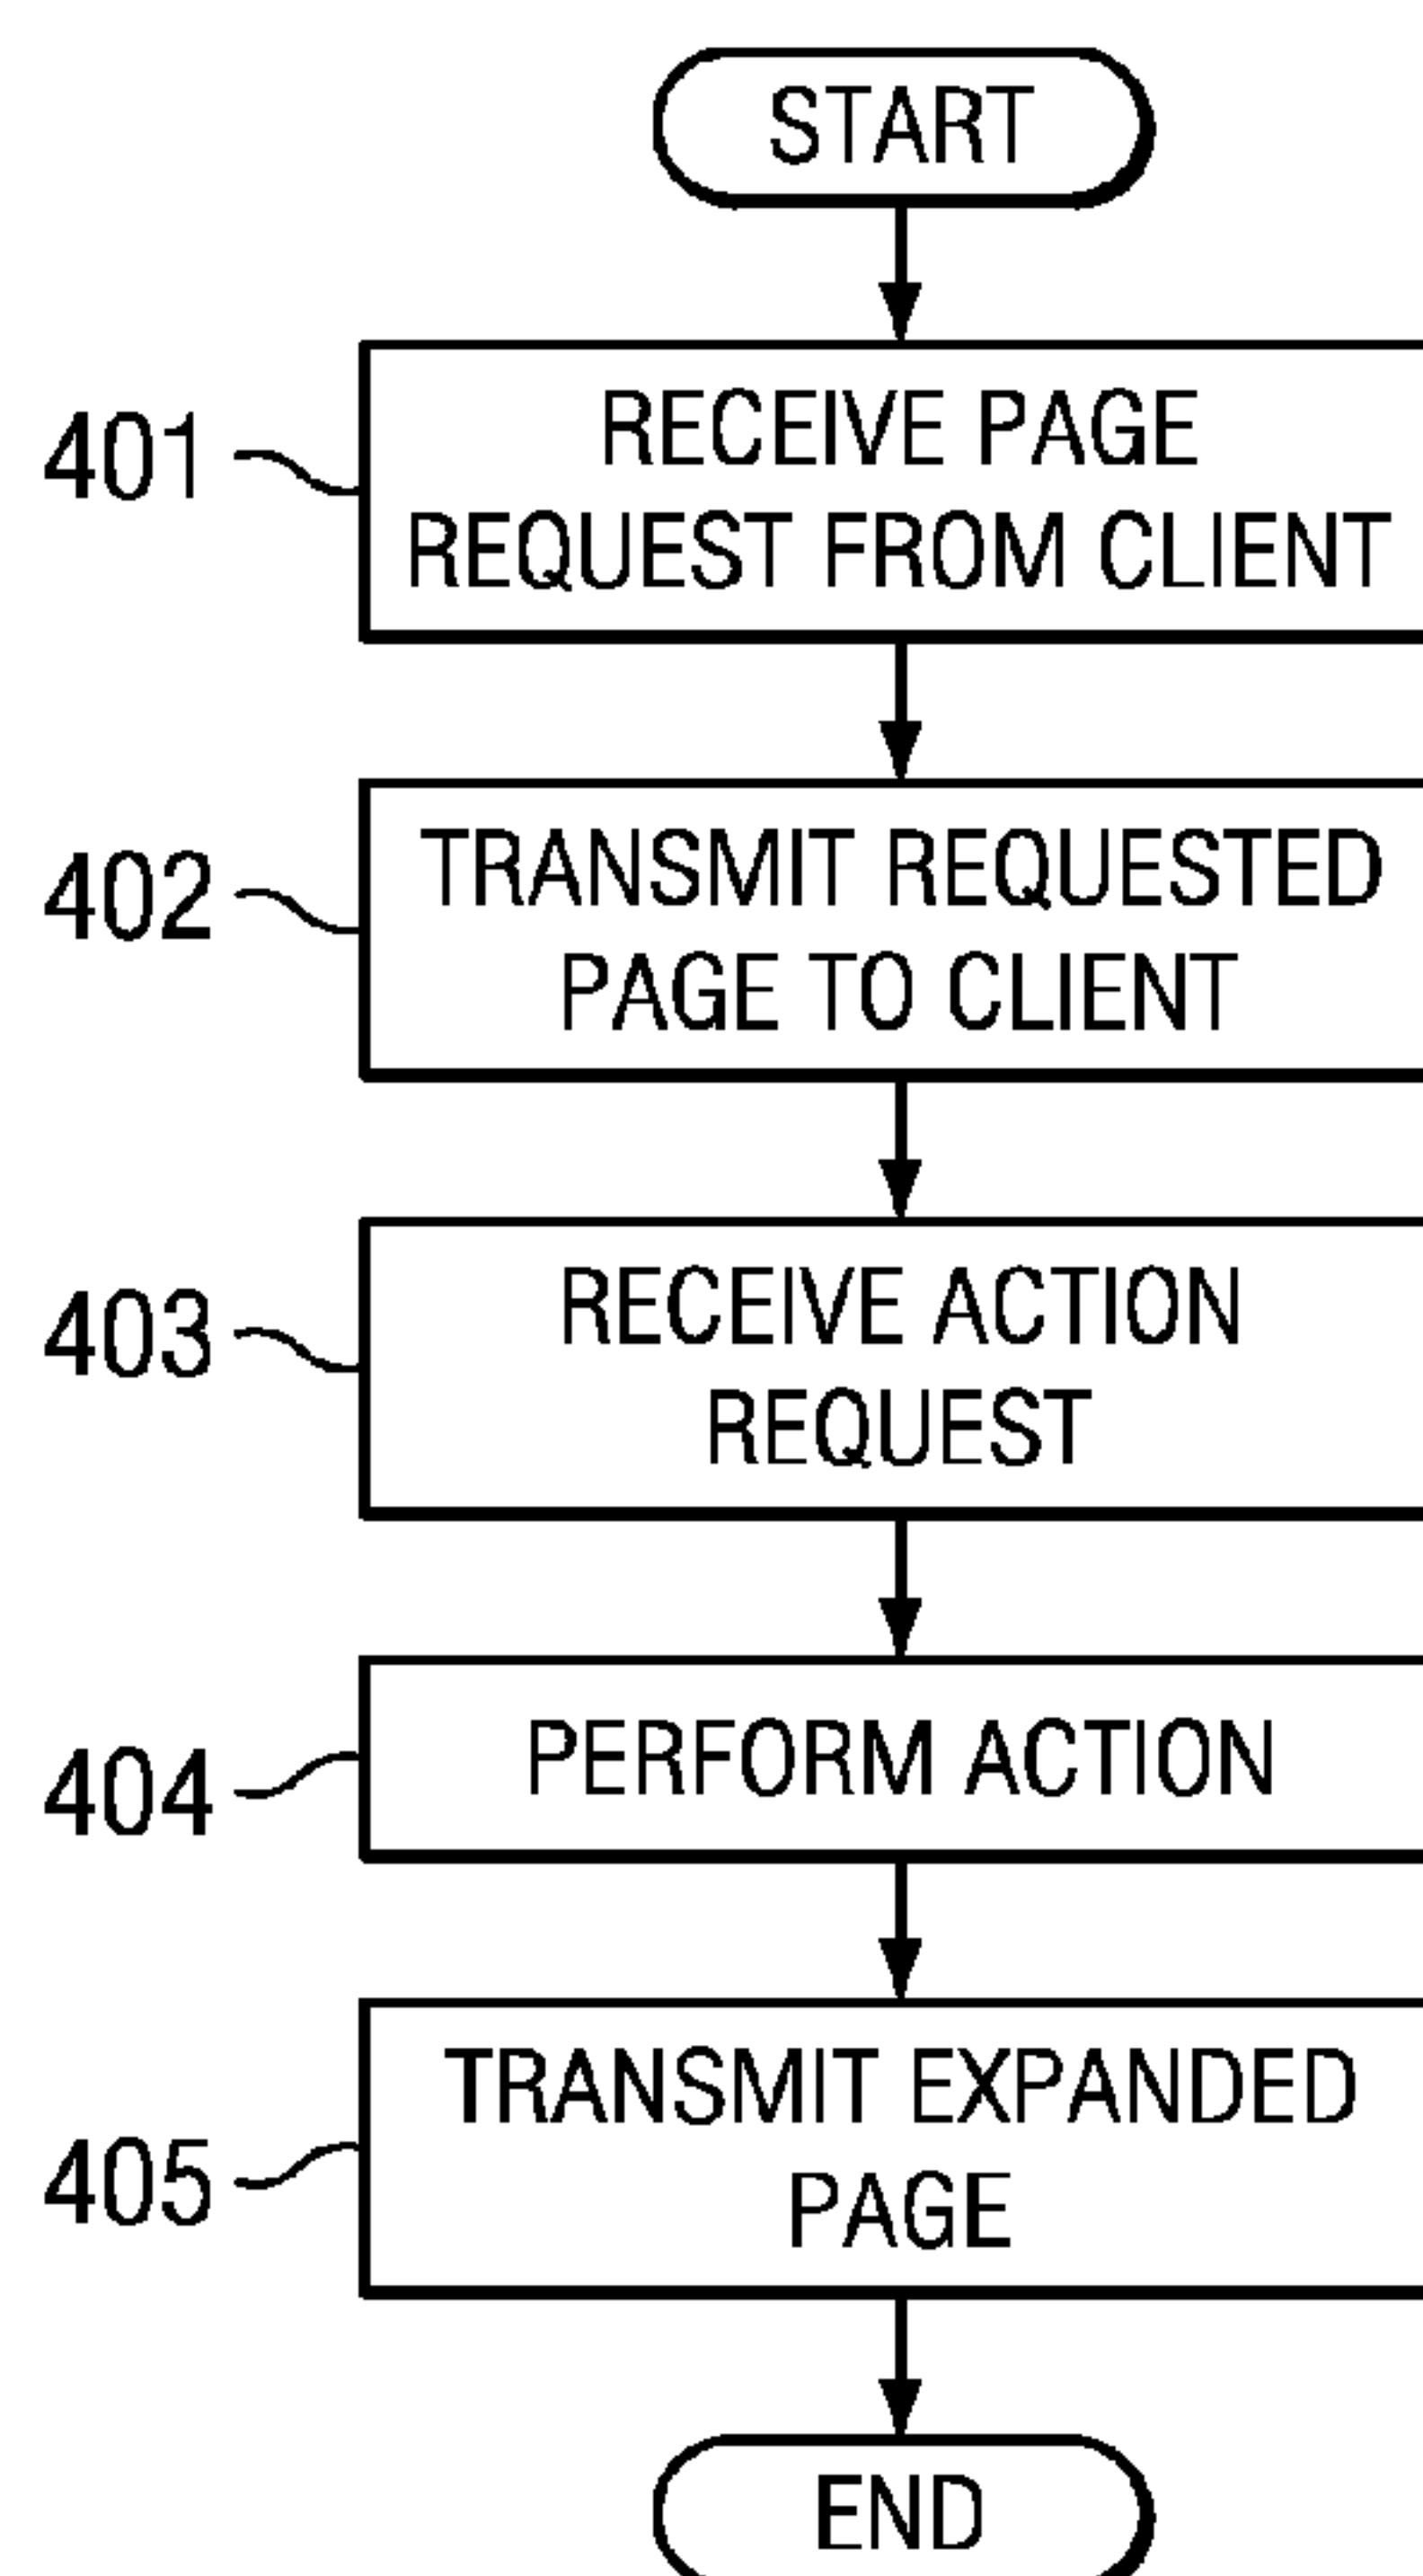 START
401
RECEIVE PAGE
REQUEST FROM CLIENT
402
TRANSMIT REQUESTED
PAGE TO CLIENT
403
RECEIVE ACTION
REQUEST
404
PERFORM ACTION
405
TRANSMIT EXPANDED
PAGE
END